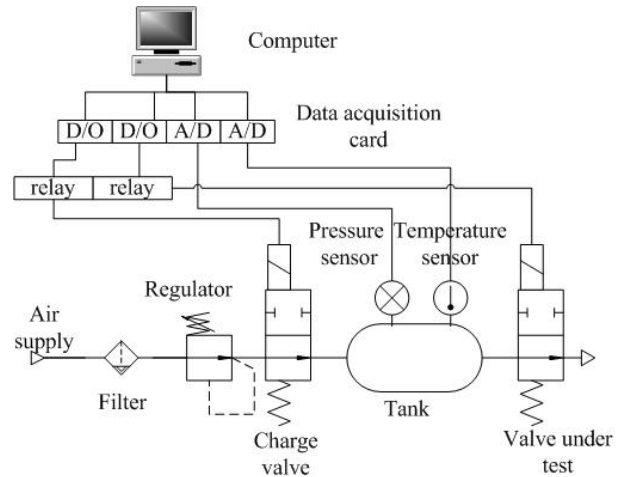 Computer
D/O D/O A/D A/D
Data acquisition
card
relay relay
Pressure
sensor
Temperature
sensor
Regulator
Air
supply
Filter
Charge
valve
Tank
Valve under
test